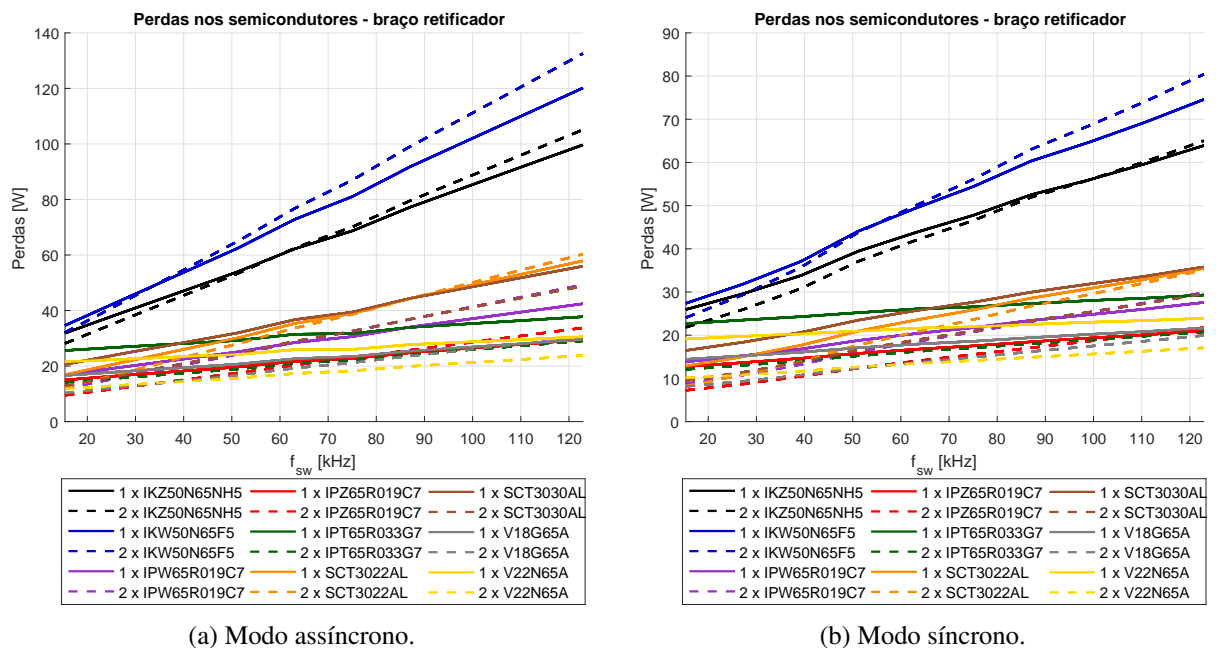 Perdas nos semicondutores - braço retificador
140
120
100
80
60
40
20
0
Perdas [W]
20 30 40 50 60 70 80 90 100 110 120
f_sw [kHz]
1 x IKZ50N65NH5
2 x IKZ50N65NH5
1 x IKW50N65F5
2 x IKW50N65F5
1 x IPW65R019C7
2 x IPW65R019C7
1 x IPZ65R019C7
2 x IPZ65R019C7
1 x IPT65R033G7
2 x IPT65R033G7
1 x SCT3022AL
2 x SCT3022AL
1 x SCT3030AL
2 x SCT3030AL
1 x V18G65A
2 x V18G65A
1 x V22N65A
2 x V22N65A
(a) Modo assíncrono.
Perdas nos semicondutores - braço retificador
90
80
70
60
50
40
30
20
10
0
Perdas [W]
20 30 40 50 60 70 80 90 100 110 120
f_sw [kHz]
1 x IKZ50N65NH5
2 x IKZ50N65NH5
1 x IKW50N65F5
2 x IKW50N65F5
1 x IPW65R019C7
2 x IPW65R019C7
1 x IPZ65R019C7
2 x IPZ65R019C7
1 x IPT65R033G7
2 x IPT65R033G7
1 x SCT3022AL
2 x SCT3022AL
1 x SCT3030AL
2 x SCT3030AL
1 x V18G65A
2 x V18G65A
1 x V22N65A
2 x V22N65A
(b) Modo síncrono.